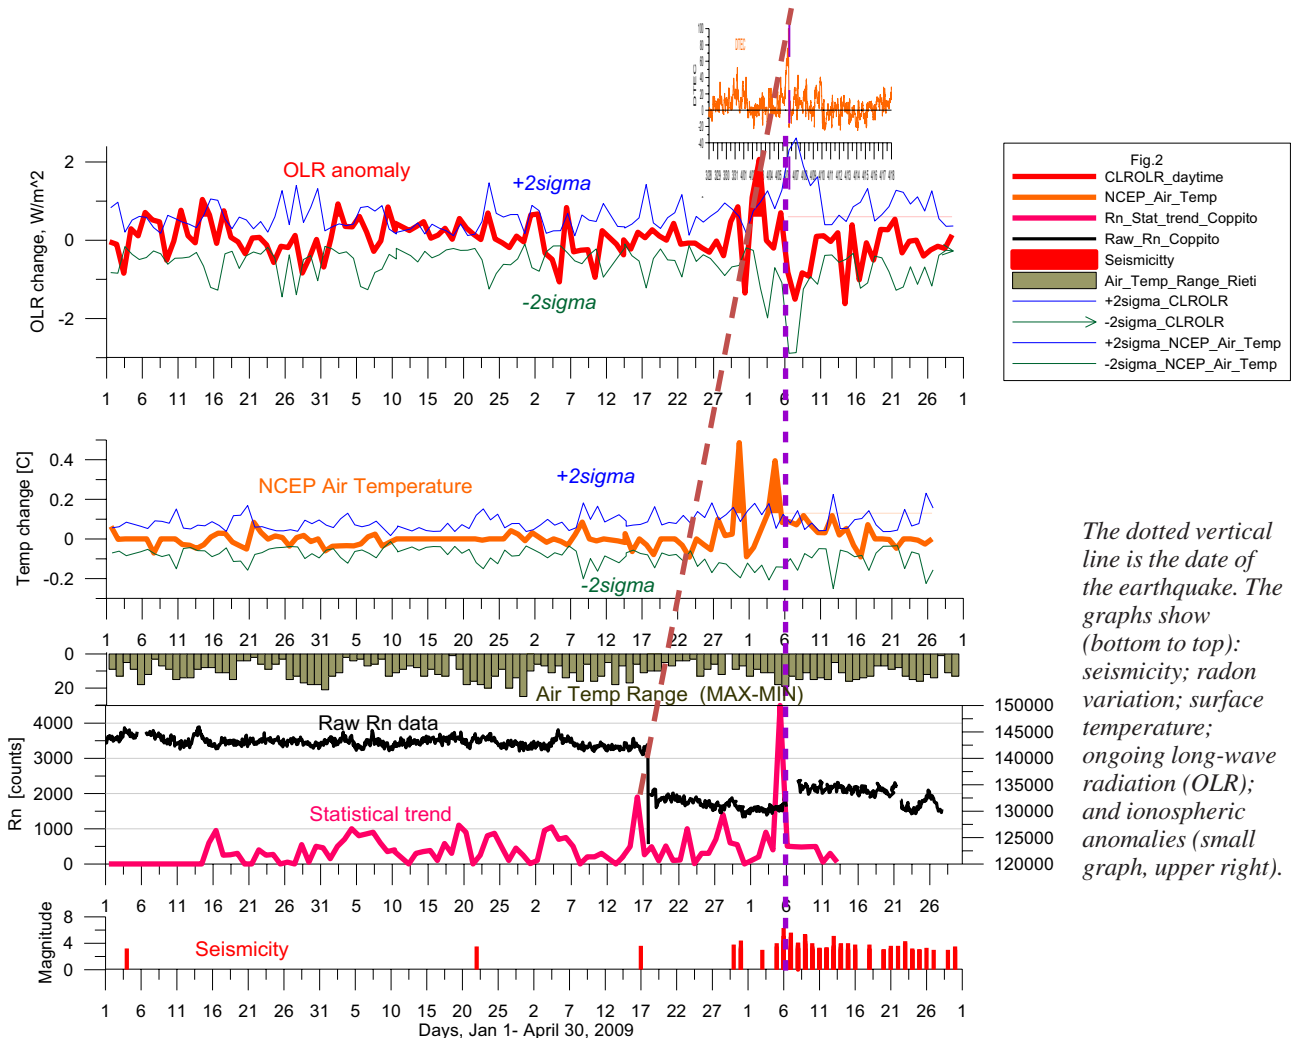 DTEC
DTEC
100
80
60
40
20
0
-20
-40
OLR anomaly
+2sigma
-2sigma
OLR change, W/m^2
2
0
-2
1 6 11 16 21 26 31 5 10 15 20 25 2 7 12 17 22 27 1 6 11 16 21 26 1
Fig.2
CLROLR_daytime
NCEP_Air_Temp
Rn_Stat_trend_Coppito
Raw_Rn_Coppito
Seismicitty
Air_Temp_Range_Rieti
+2sigma_CLROLR
-2sigma_CLROLR
+2sigma_NCEP_Air_Temp
-2sigma_NCEP_Air_Temp
NCEP Air Temperature
+2sigma
-2sigma
Temp change [C]
0.4
0.2
0
-0.2
1 6 11 16 21 26 31 5 10 15 20 25 2 7 12 17 22 27 1 6 11 16 21 26 1
0
20
Air Temp Range (MAX-MIN)
Raw Rn data
Statistical trend
Rn [counts]
4000
3000
2000
1000
0
150000
145000
140000
135000
130000
125000
120000
1 6 11 16 21 26 31 5 10 15 20 25 2 7 12 17 22 27 1 6 11 16 21 26
Seismicity
Magnitude
8
4
0
1 6 11 16 21 26 31 5 10 15 20 25 2 7 12 17 22 27 1 6 11 16 21 26 1
Days, Jan 1- April 30, 2009
The dotted vertical
line is the date of
the earthquake. The
graphs show
(bottom to top):
seismicity; radon
variation; surface
temperature;
ongoing long-wave
radiation (OLR);
and ionospheric
anomalies (small
graph, upper right).